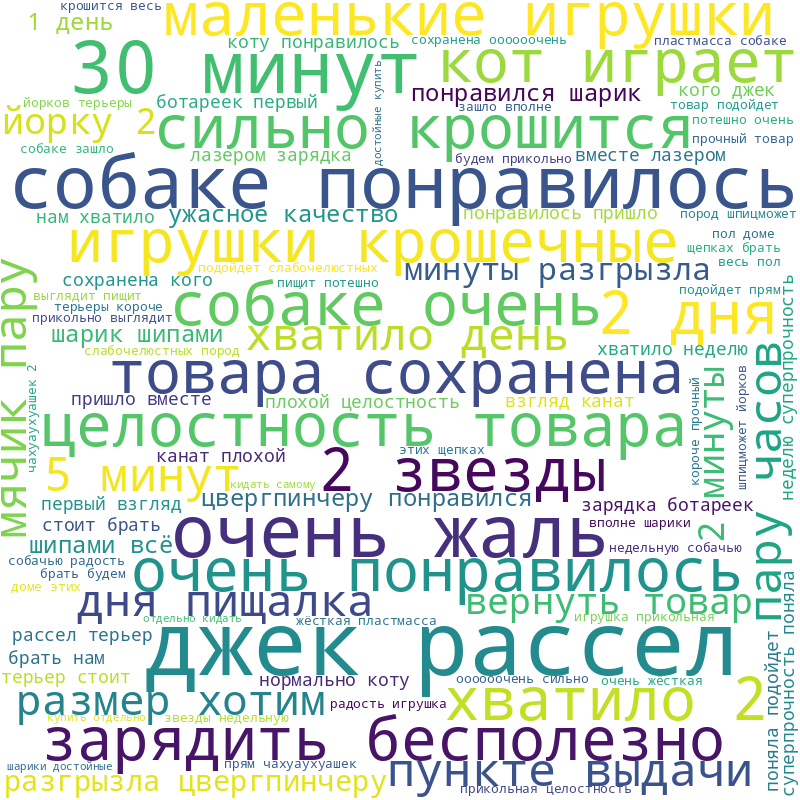 крошится весь
маленькие игрушки
1 день
30 минут
коту понравилось
сохранена оооооочень
пластмасса собаке
кот играет
достойные купить
понравился шарик
кого джек
йорков терьеры
ботареек первый
зашло вполне
товар подойдет
йорку 2
сильно крошится
потешно очень
прочный товар
собаке зашло
лазером зарядка
будем прикольно
вместе лазером
собаке понравилось
нам хватило
ужасное качество
понравилось пришло
пород шпицможет
игрушки крошечные
пол доме
щепках брать
весь пол
подойдет слабочелюстных
минуты разгрызла
мячик пару
сохранена кого
пищит потешно
подойдет прям
неделю суперпрочность
выглядит пищит
терьеры короче
прикольно выглядит
собаке очень
2 дня
шарик шипами
хватило день
слабочелюстных пород
хватило неделю
чахуаухуашек 2
товара сохранена
пару часов
2 минуты
короче прочный
шпицможет йорков
пришло вместе
плохой целостность
взгляд канат
целостность товара
канат плохой
этих щепках
5 минут
2 звезды
кидать самому
первый взгляд
цвергпинчеру понравился
зарядка ботареек
стоит брать
очень жаль
вполне шарики
шипами всё
недельную собачью
собачью радость
брать будем
очень понравилось
доме этих
дня пищалка
вернуть товар
суперпрочность поняла
отдельно кидать
жёсткая пластмасса
игрушка прикольная
рассел терьер
джек рассел
поняла подойдет
брать нам
терьер стоит
нормально коту
оооооочень сильно
очень жесткая
размер хотим
радость игрушка
хватило 2
купить отдельно
звезды недельную
зарядить бесполезно
шарики достойные
прям чахуаухуашек
пункте выдачи
разгрызла цвергпинчеру
прикольная целостность